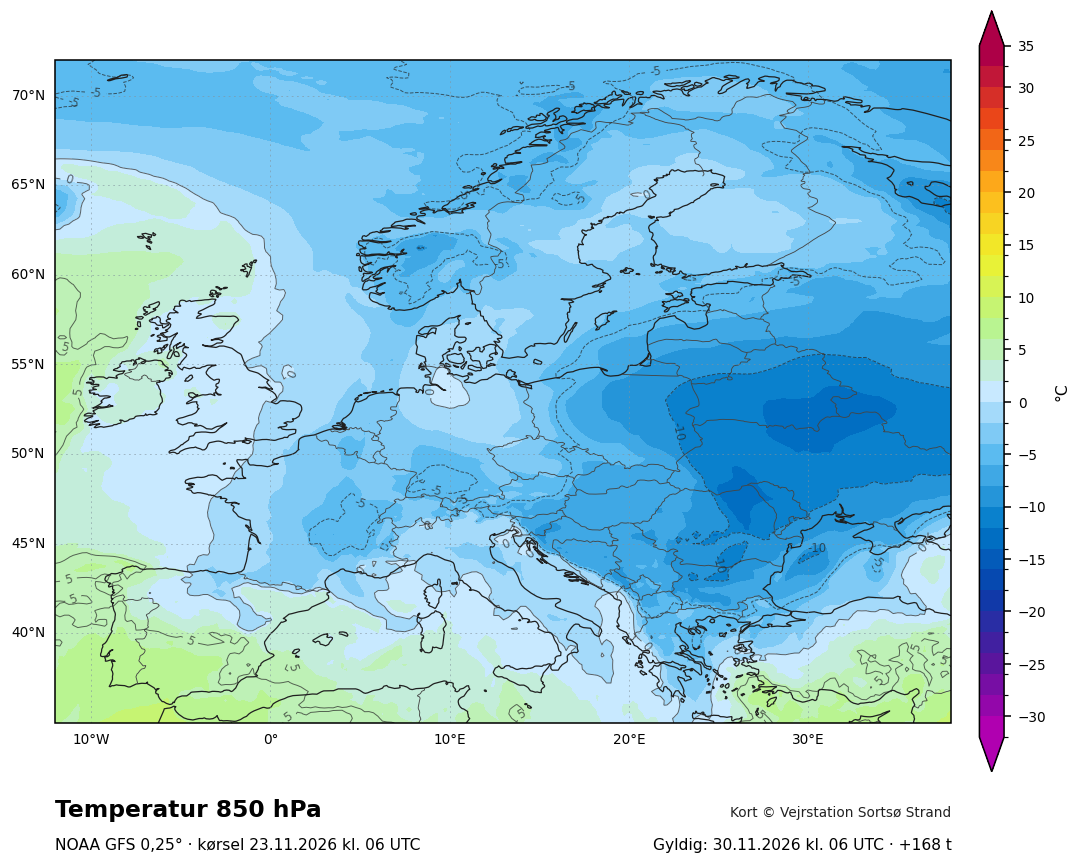 35
30
25
20
15
10
5
0
−5
−10
−15
−20
−25
−30
°C
70°N
65°N
60°N
55°N
50°N
45°N
40°N
10°W
0°
10°E
20°E
30°E
Temperatur 850 hPa
Kort © Vejrstation Sortsø Strand
NOAA GFS 0,25° · kørsel 23.11.2026 kl. 06 UTC
Gyldig: 30.11.2026 kl. 06 UTC · +168 t